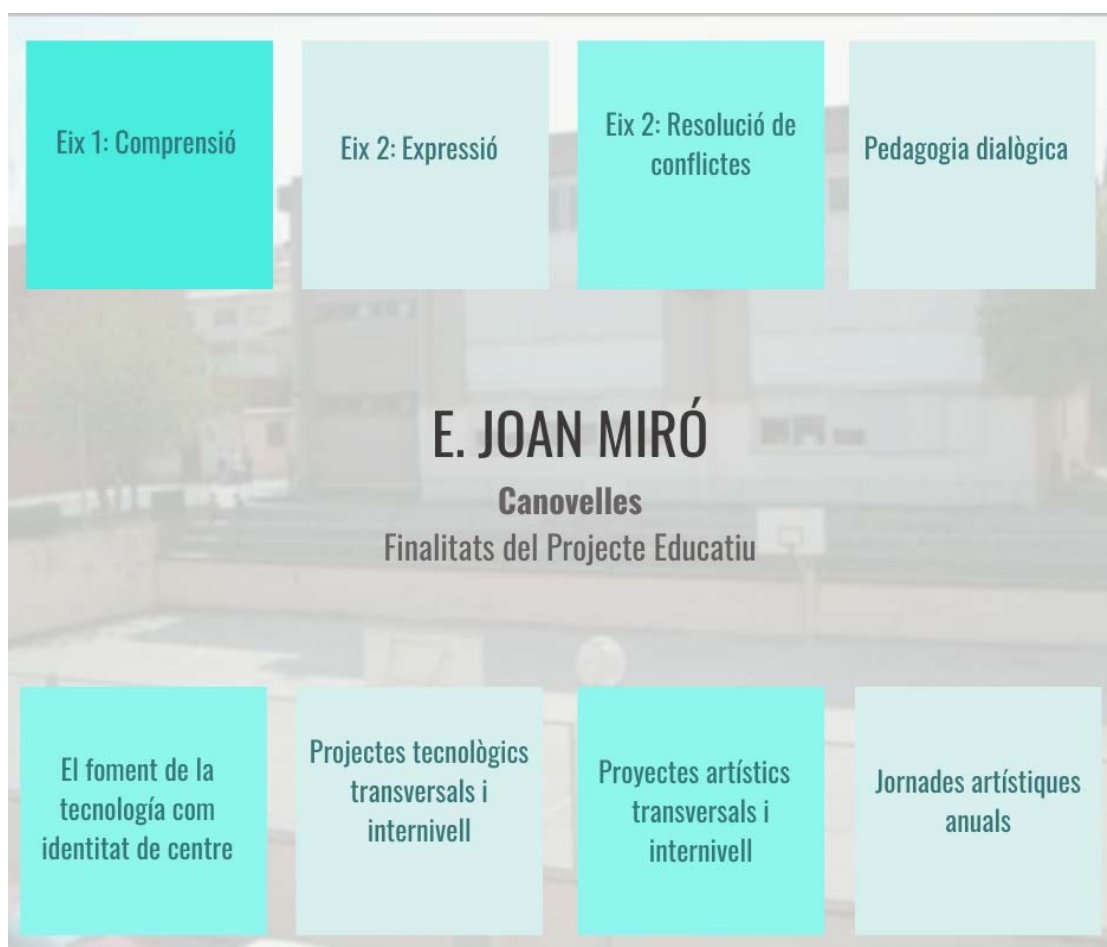 Eix 1: Comprensió
Eix 2: Expressió
Eix 2: Resolució de
conflictes
Pedagogia dialògica
E. JOAN MIRÓ
Canovelles
Finalitats del Projecte Educatiu
El foment de la
tecnología com
identitat de centre
Projectes tecnològics
transversals i
internivell
Proyectes artístics
transversals i
internivell
Jornades artístiques
anuals